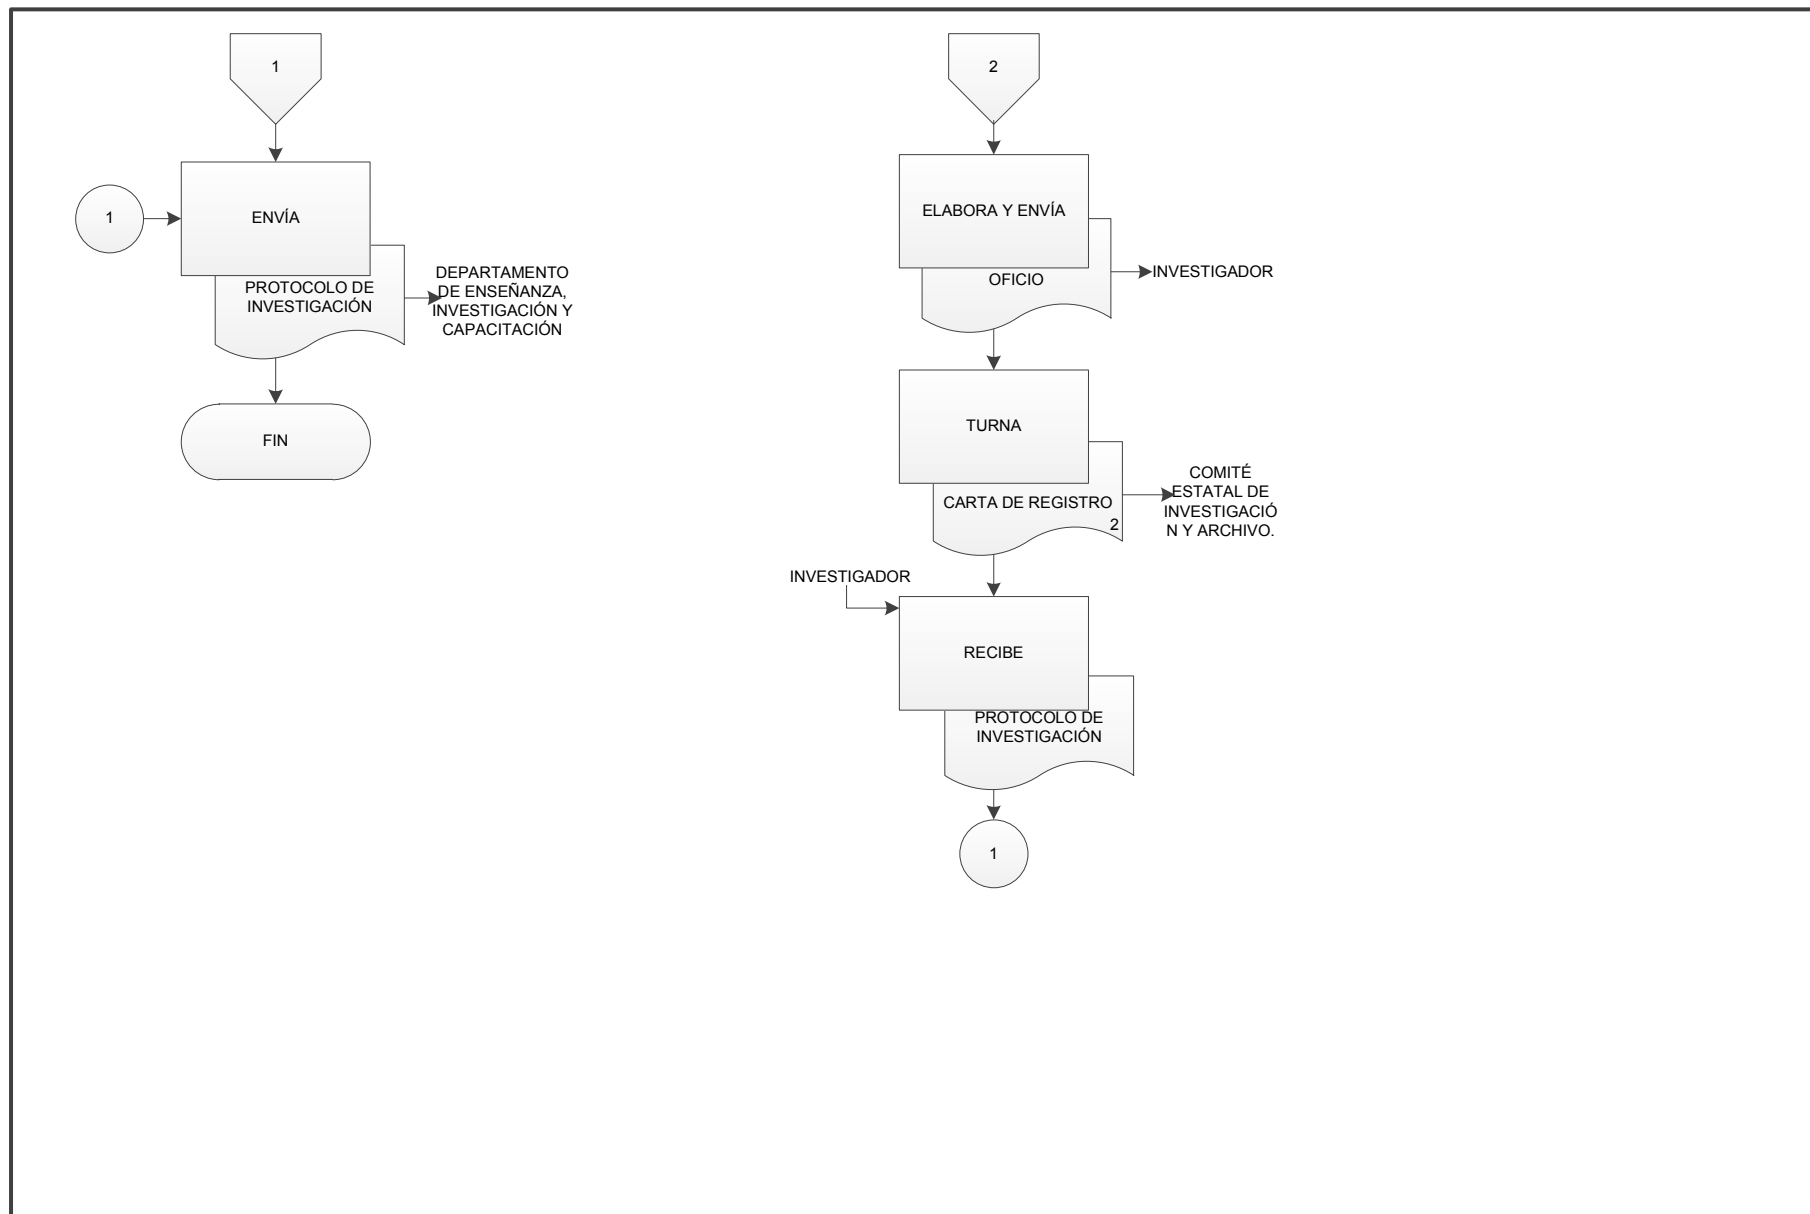 1
1
ENVÍA
PROTOCOLO DE
INVESTIGACIÓN
DEPARTAMENTO
DE ENSEÑANZA,
INVESTIGACIÓN Y
CAPACITACIÓN
FIN
2
ELABORA Y ENVÍA
OFICIO
INVESTIGADOR
TURNA
CARTA DE REGISTRO
2
COMITÉ
ESTATAL DE
INVESTIGACIÓ
N Y ARCHIVO.
INVESTIGADOR
RECIBE
PROTOCOLO DE
INVESTIGACIÓN
1